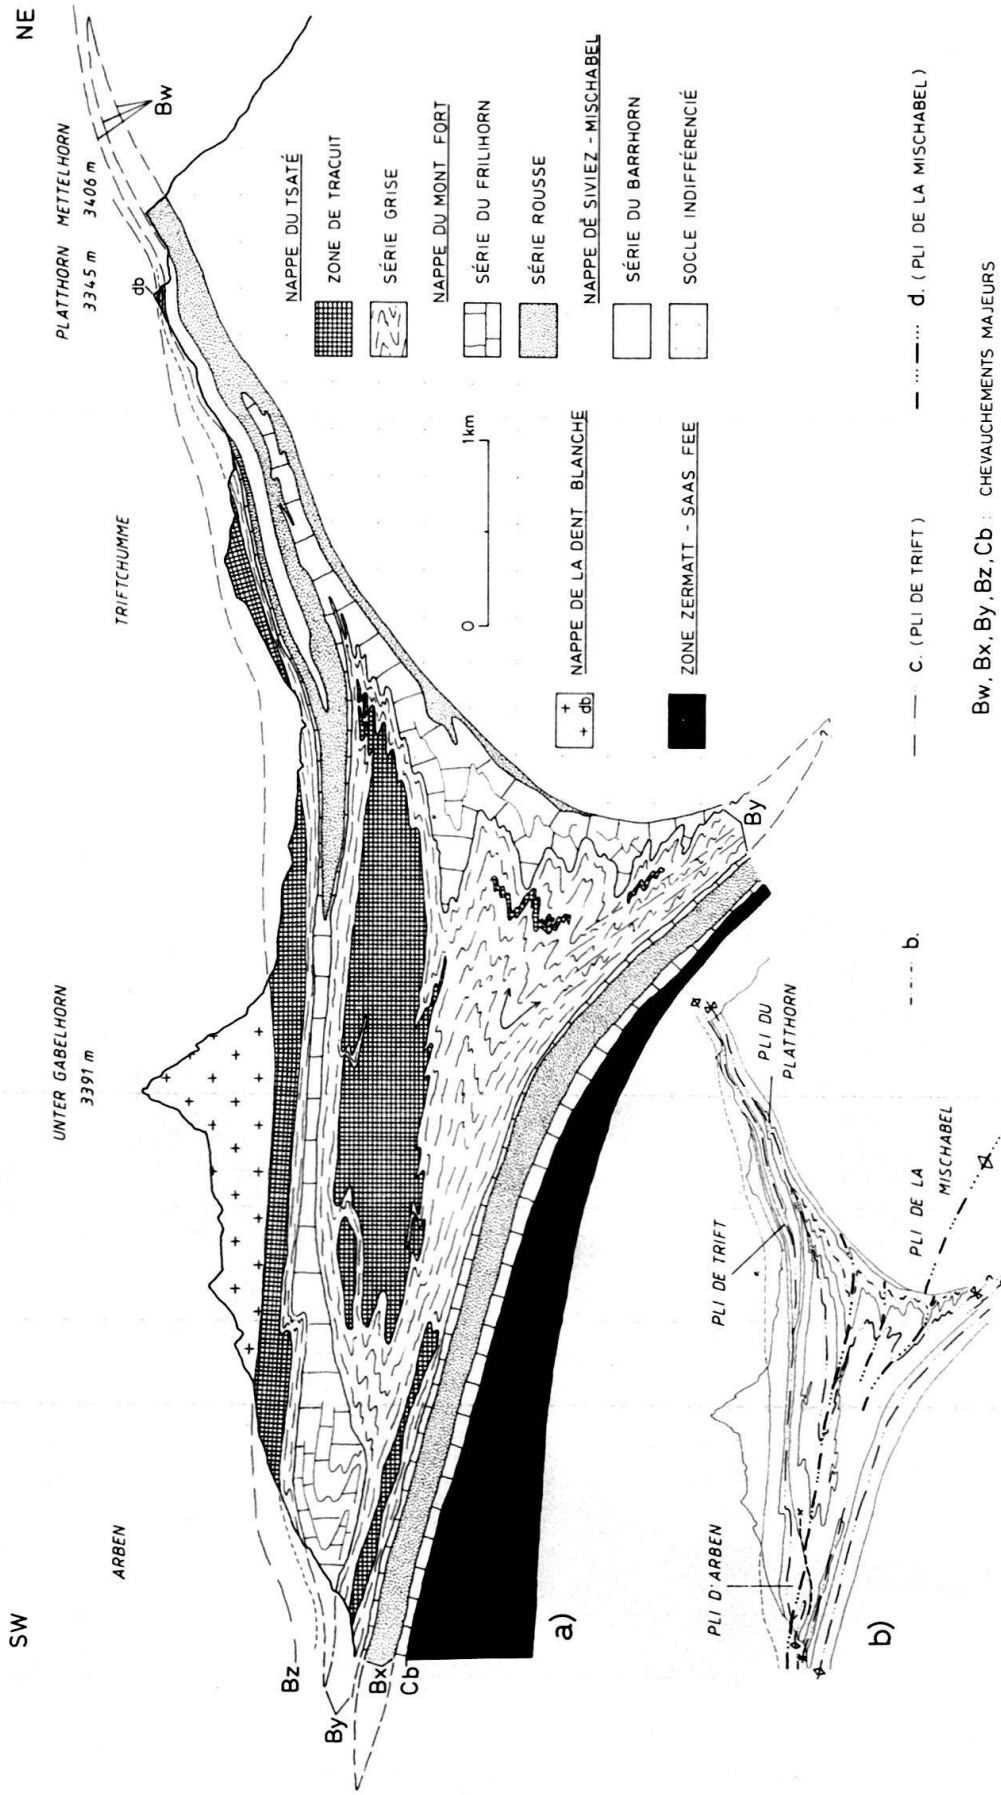 SW
NE
ARBEN
UNTER GABELHORN
3391 m
TRIFTCHUMME
PLATTHORN
3345 m
METTELHORN
3406 m
db
Bw
Bz
By
Bx
Cb
By
a)
0 1km
NAPPE DU TSATÉ
ZONE DE TRACUIT
SÉRIE GRISE
NAPPE DU MONT FORT
SÉRIE DU FRILIHORN
SÉRIE ROUSSE
NAPPE DE SIVIEZ - MISCHABEL
SÉRIE DU BARRHORN
SOCLE INDIFFÉRENCIÉ
NAPPE DE LA DENT BLANCHE
db
ZONE ZERMATT - SAAS FEE
b)
PLI D'ARBEN
PLI DE TRIFT
PLI DU
PLATTHORN
PLI DE LA
MISCHABEL
b.
c. (PLI DE TRIFT)
d. (PLI DE LA MISCHABEL)
Bw, Bx, By, Bz, Cb : CHEVAUCHEMENTS MAJEURS